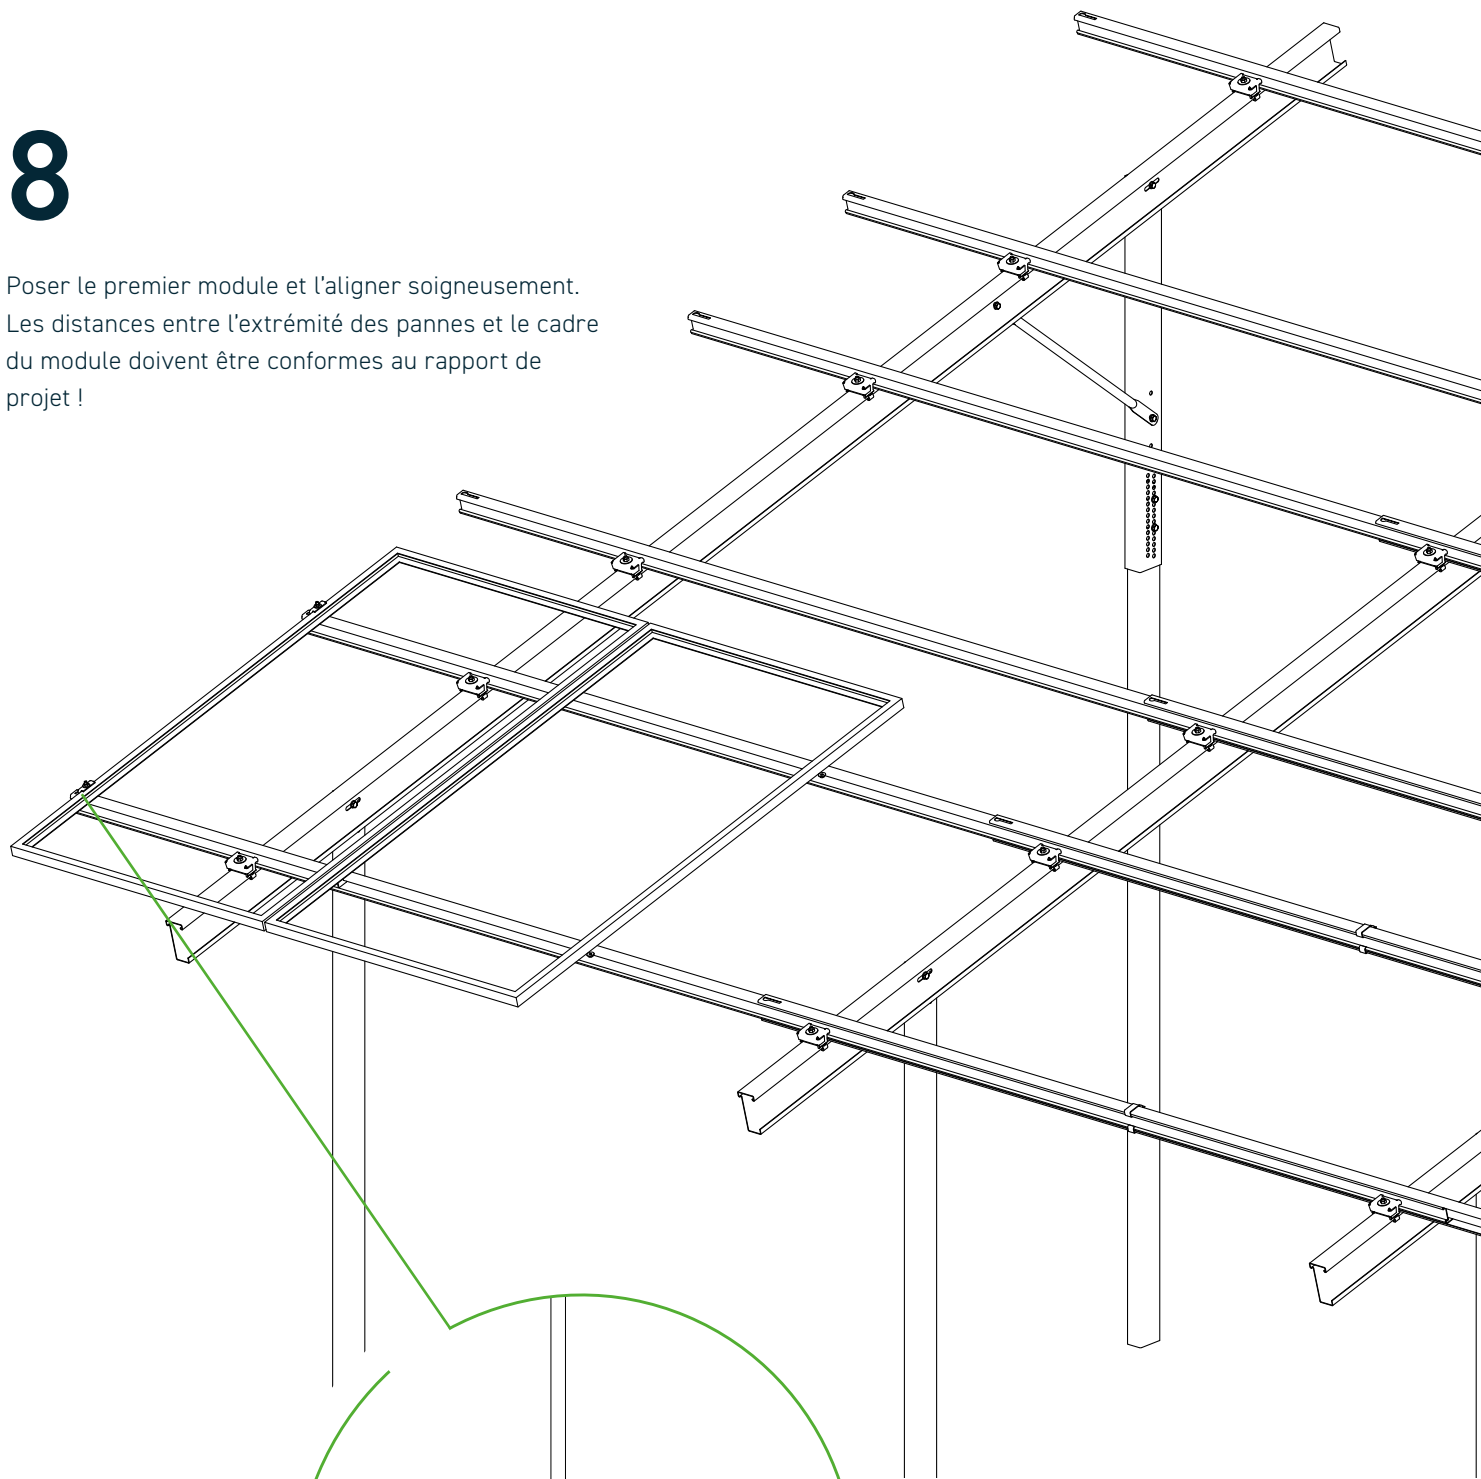 8
Poser le premier module et l'aligner soigneusement.
Les distances entre l'extrémité des pannes et le cadre
du module doivent être conformes au rapport de
projet !